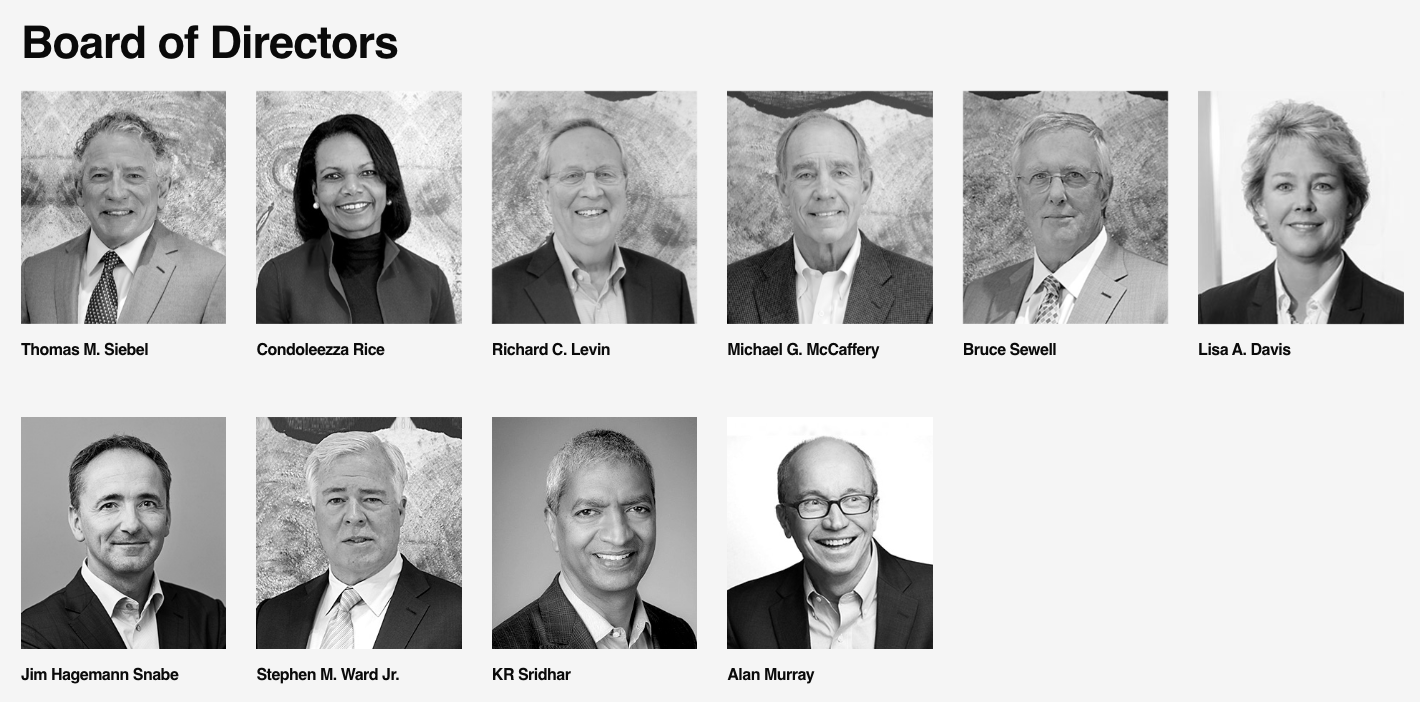 Board of Directors
Thomas M. Siebel
Condoleezza Rice
Richard C. Levin
Michael G. McCaffery
Bruce Sewell
Lisa A. Davis
Jim Hagemann Snabe
Stephen M. Ward Jr.
KR Sridhar
Alan Murray